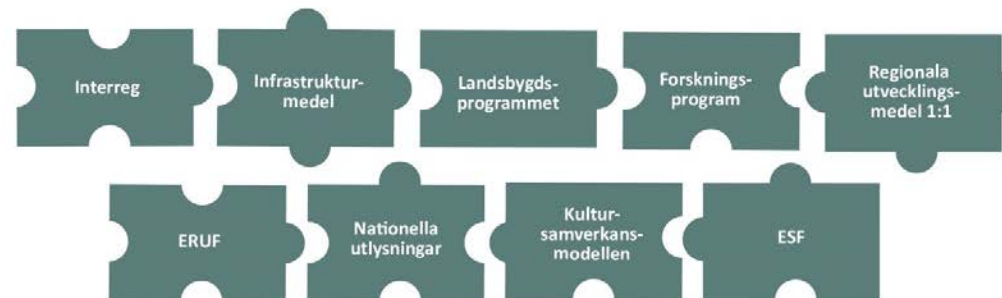 Interreg
Infrastruktur-
medel
Landsbygds-
programmet
Forsknings-
program
Regionala
utvecklings-
medel 1:1
ERUF
Nationella
utlysningar
Kultur-
samverkans-
modellen
ESF